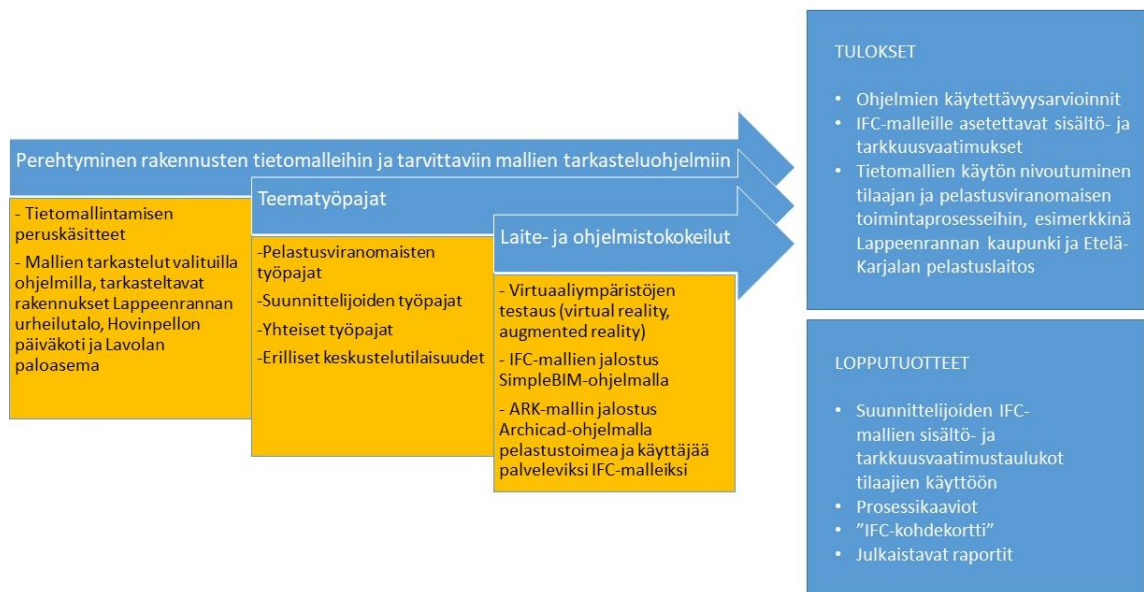 Perehtyminen rakennusten tietomalleihin ja tarvittaviin mallien tarkasteluohjelmiin
- Tietomallintamisen
peruskäsitteet
- Mallien tarkastelut valituilla
ohjelmilla, tarkasteltavat
rakennukset Lappeenrannan
urheilutalo, Hovinpellon
päiväkoti ja Lavolan
paloasema
Teematyöpajat
-Pelastusviranomaisten
työpajat
-Suunnittelijoiden työpajat
-Yhteiset työpajat
-Erilliset keskustelutilaisuudet
Laite- ja ohjelmistokokeilut
- Virtuaaliympäristöjen
testaus (virtual reality,
augmented reality)
- IFC-mallien jalostus
SimpleBIM-ohjelmalla
- ARK-mallin jalostus
Archicad-ohjelmalla
pelastustoimea ja käyttäjää
palveleviksi IFC-malleiksi
TULOKSET
• Ohjelmien käytettävyysarvioinnit
• IFC-malleille asetettavat sisältö- ja
tarkkuusvaatimukset
• Tietomallien käytön nivoutuminen
tilaajan ja pelastusviranomaisen
toimintaprosesseihin, esimerkkinä
Lappeenrannan kaupunki ja Etelä-
Karjalan pelastuslaitos
LOPPUTUOTTEET
• Suunnittelijoiden IFC-
mallien sisältö- ja
tarkkuusvaatimustaulukot
tilaajien käyttöön
• Prosessikaaviot
• ”IFC-kohdekortti”
• Julkaistavat raportit